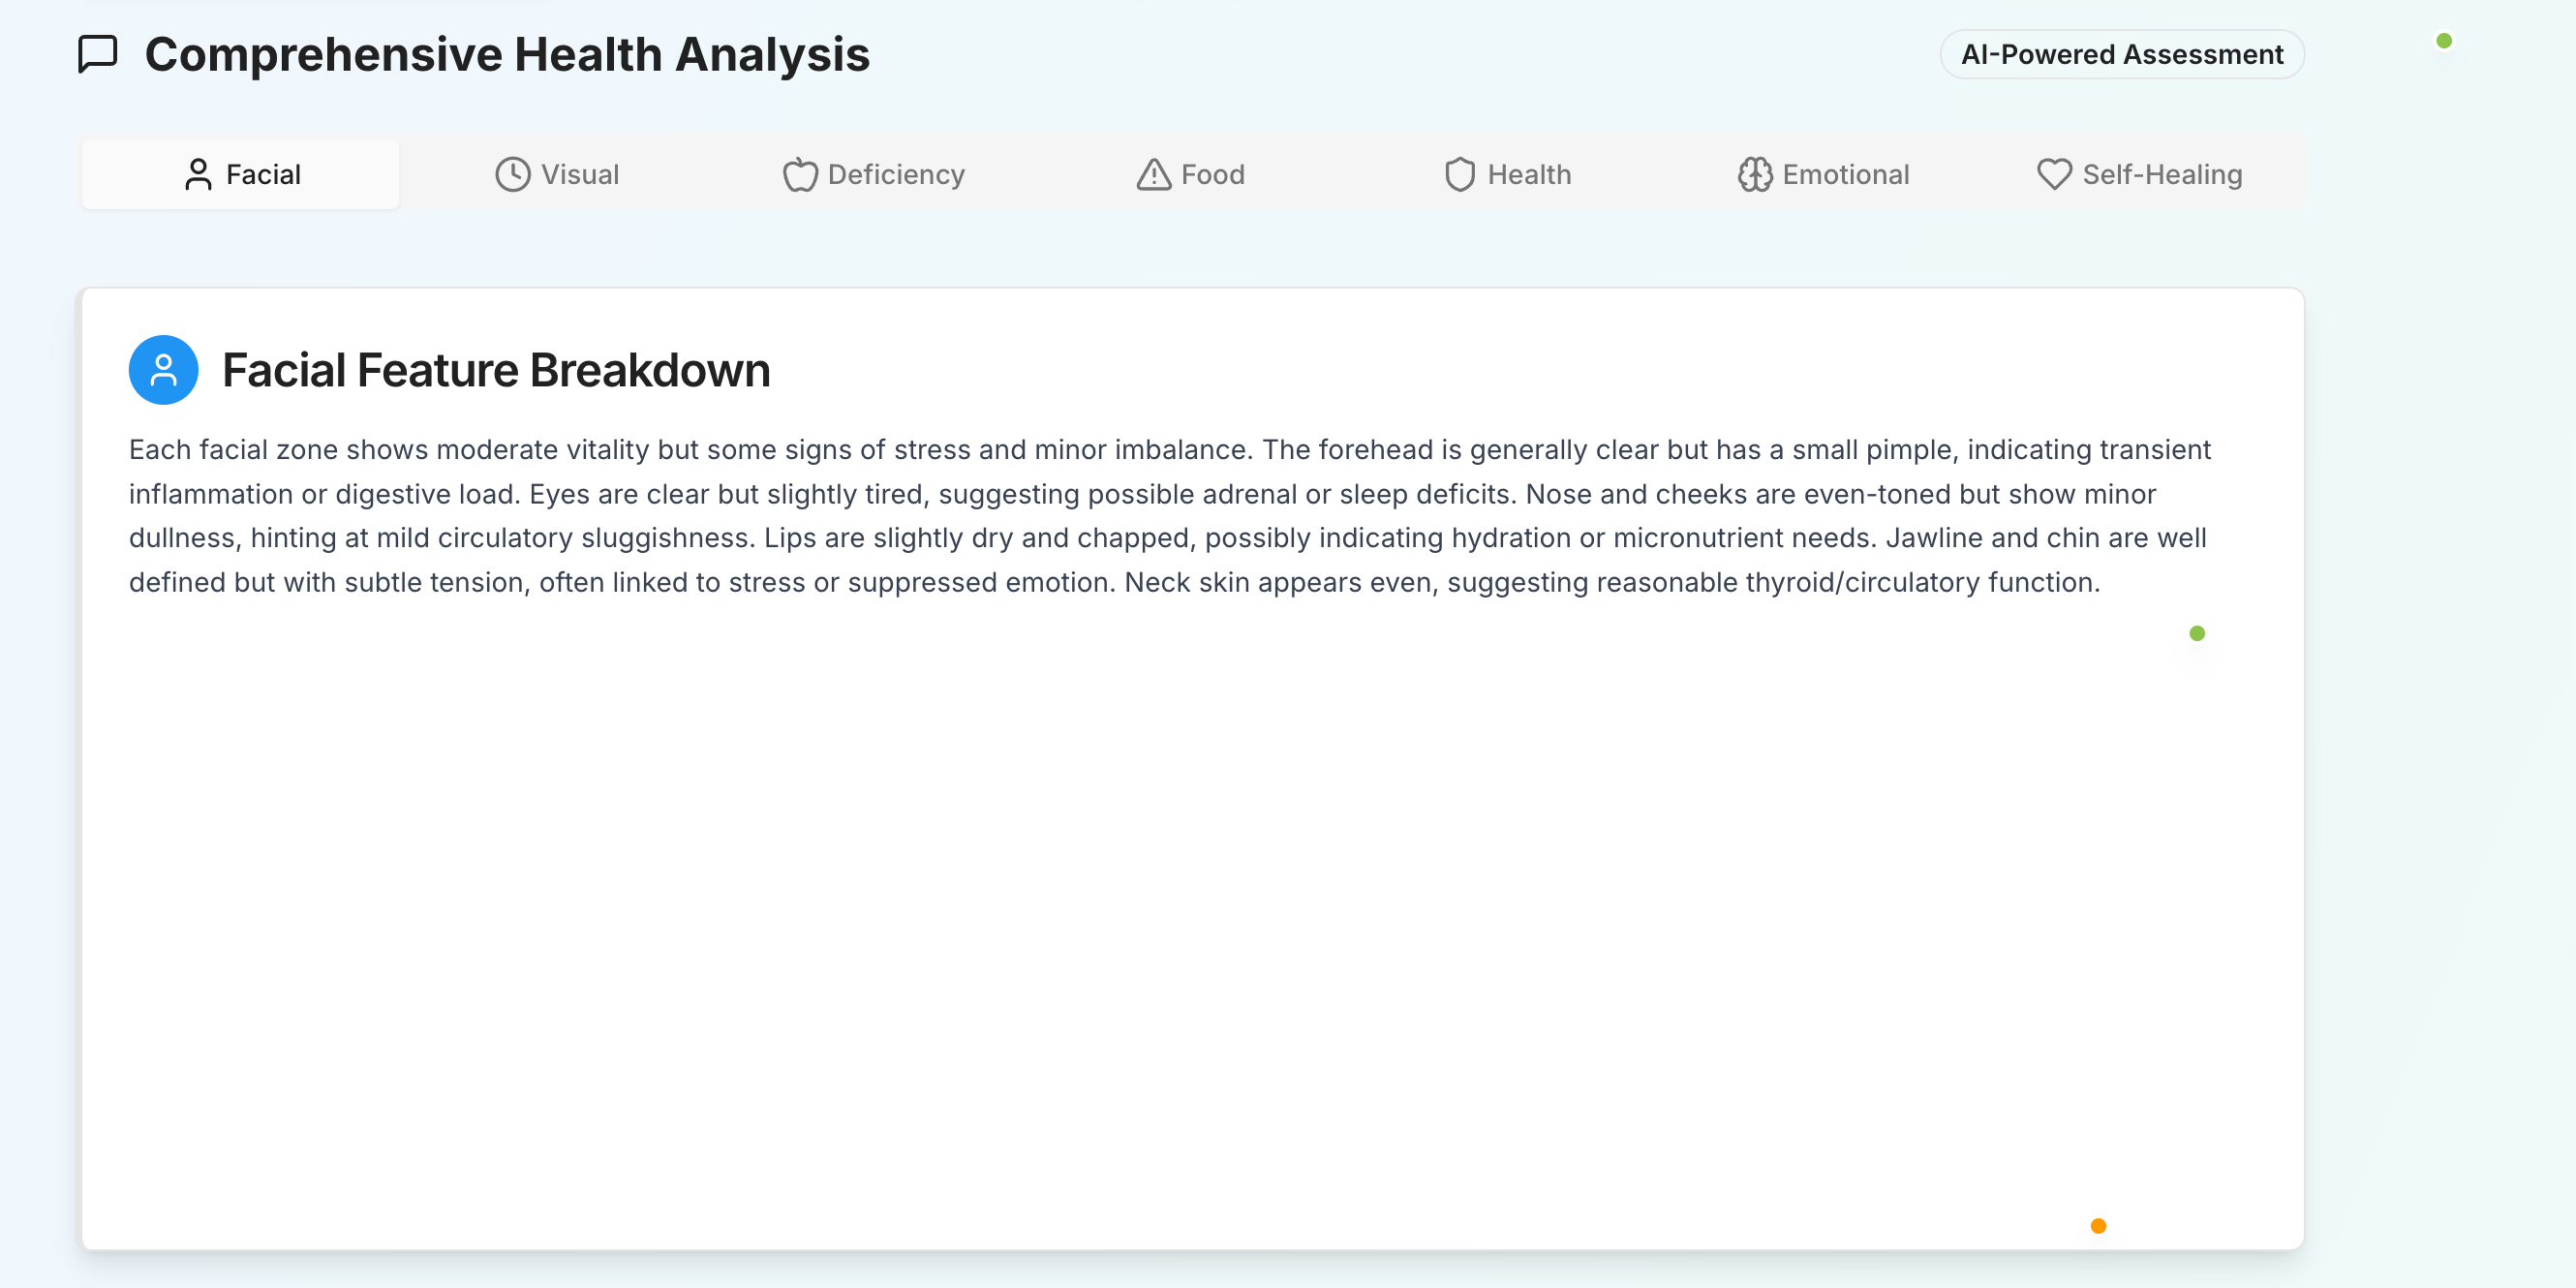 Comprehensive Health Analysis
AI-Powered Assessment
Facial
Visual
Deficiency
Food
Health
Emotional
Self-Healing
Facial Feature Breakdown
Each facial zone shows moderate vitality but some signs of stress and minor imbalance. The forehead is generally clear but has a small pimple, indicating transient
inflammation or digestive load. Eyes are clear but slightly tired, suggesting possible adrenal or sleep deficits. Nose and cheeks are even-toned but show minor
dullness, hinting at mild circulatory sluggishness. Lips are slightly dry and chapped, possibly indicating hydration or micronutrient needs. Jawline and chin are well
defined but with subtle tension, often linked to stress or suppressed emotion. Neck skin appears even, suggesting reasonable thyroid/circulatory function.